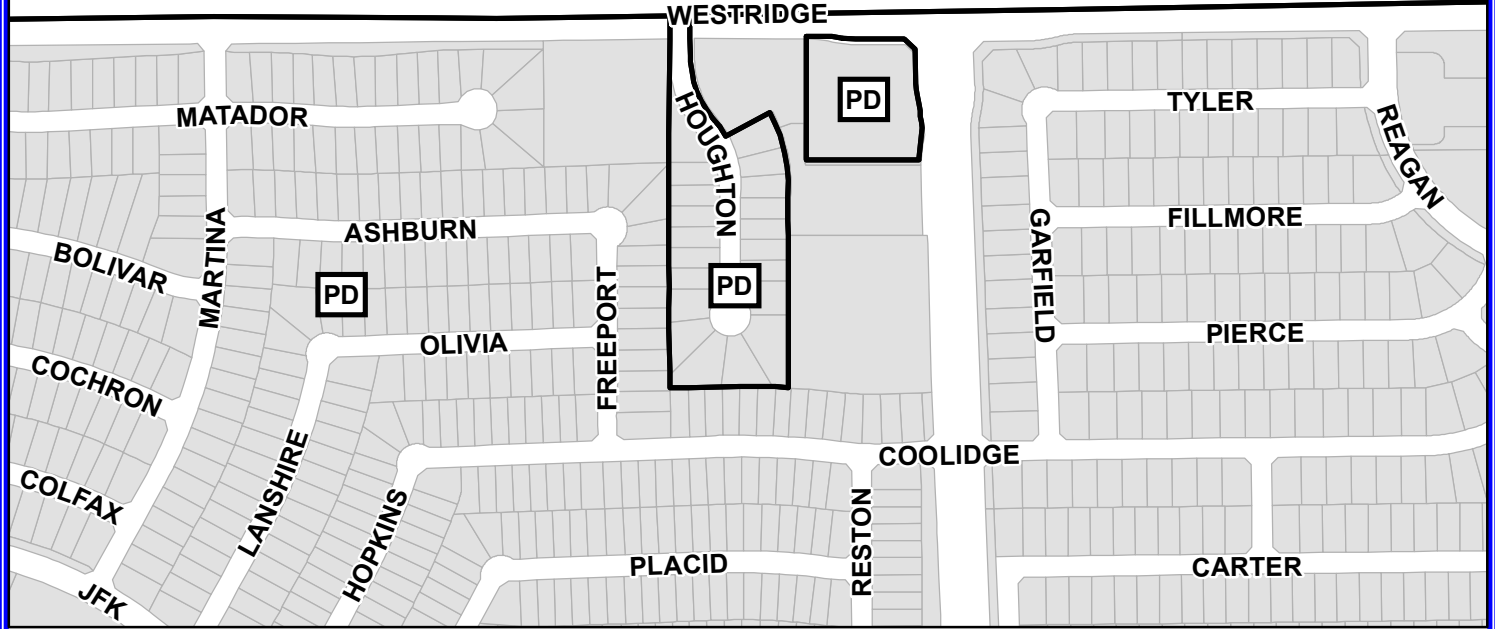 WESTRIDGE
PD
TYLER
MATADOR
HOUGHTON
REAGAN
MARTINA
ASHBURN
GARFIELD
FILLMORE
BOLIVAR
PD
PD
FREEPORT
OLIVIA
PIERCE
COCHRON
COOLIDGE
LANSHIRE
COLFAX
HOPKINS
RESTON
PLACID
CARTER
JFK